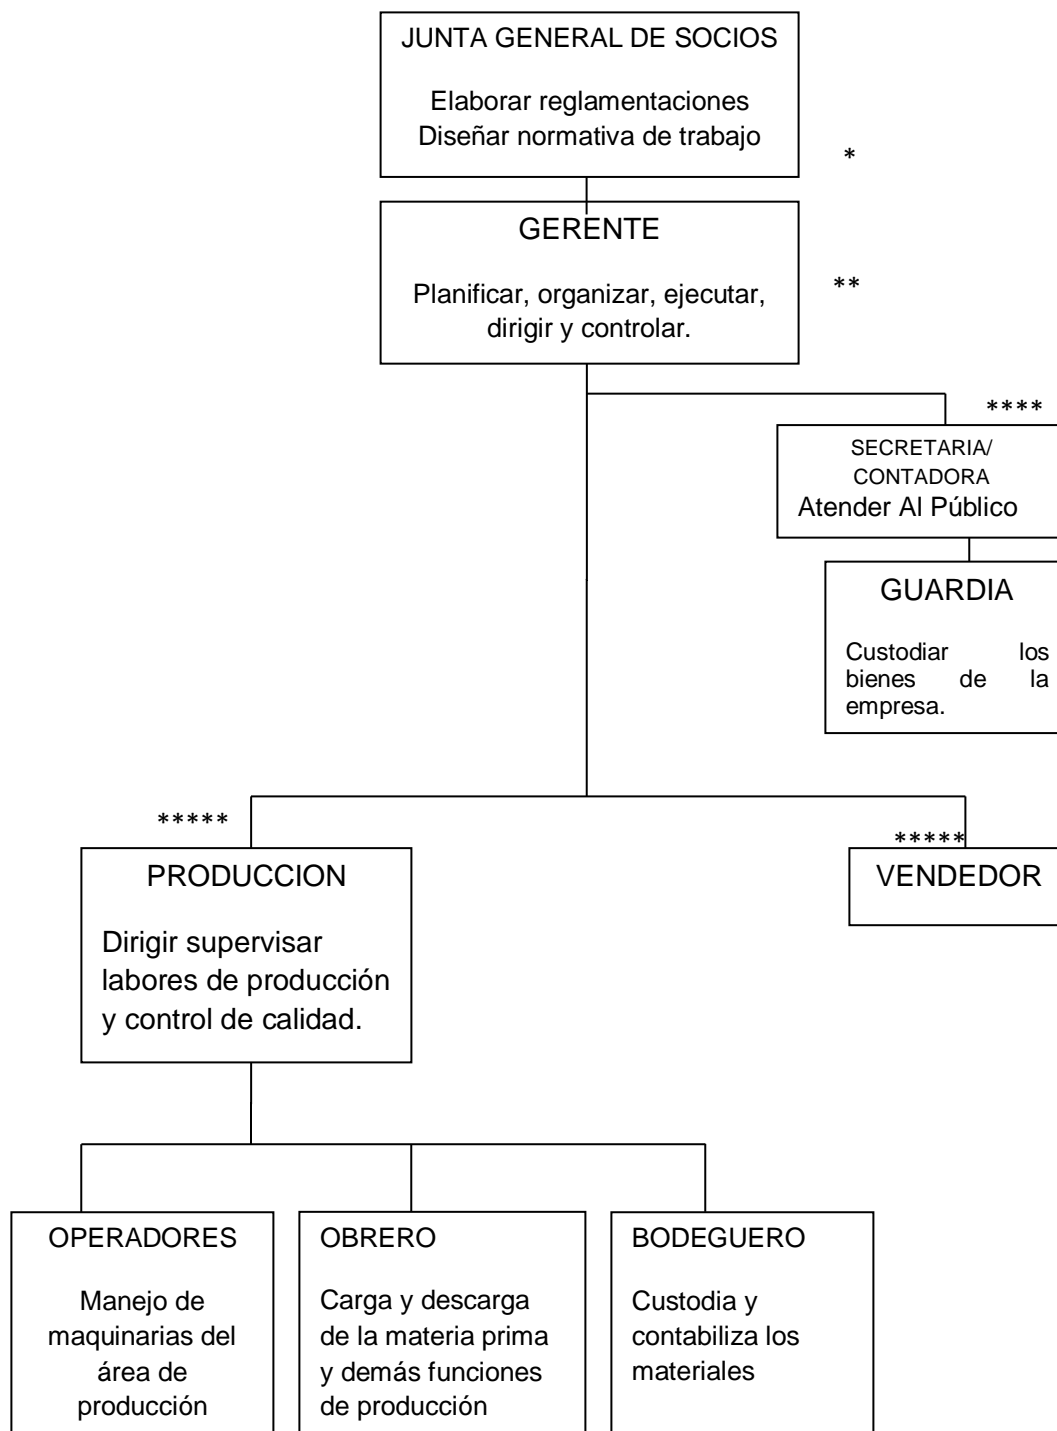 JUNTA GENERAL DE SOCIOS
Elaborar reglamentaciones
Diseñar normativa de trabajo
*
GERENTE
Planificar, organizar, ejecutar,
dirigir y controlar.
**
****
SECRETARIA/
CONTADORA
Atender Al Público
GUARDIA
Custodiar los
bienes de la
empresa.
*****
PRODUCCION
Dirigir supervisar
labores de producción
y control de calidad.
*****
VENDEDOR
OPERADORES
Manejo de
maquinarias del
área de
producción
OBRERO
Carga y descarga
de la materia prima
y demás funciones
de producción
BODEGUERO
Custodia y
contabiliza los
materiales